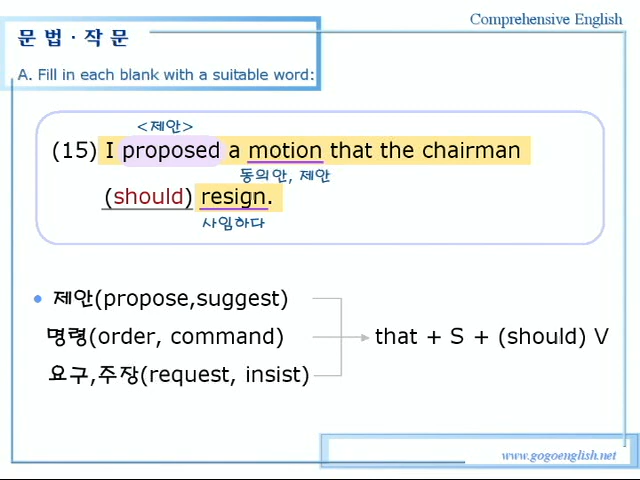 Comprehensive English
문 법 · 작 문
A. Fill in each blank with a suitable word:
<제안>
(15) I proposed a motion that the chairman
동의안, 제안
(should) resign.
사임하다
• 제안(propose,suggest)
명령(order, command)
that + S + (should) V
요구,주장(request, insist)
www.gogoenglish.net